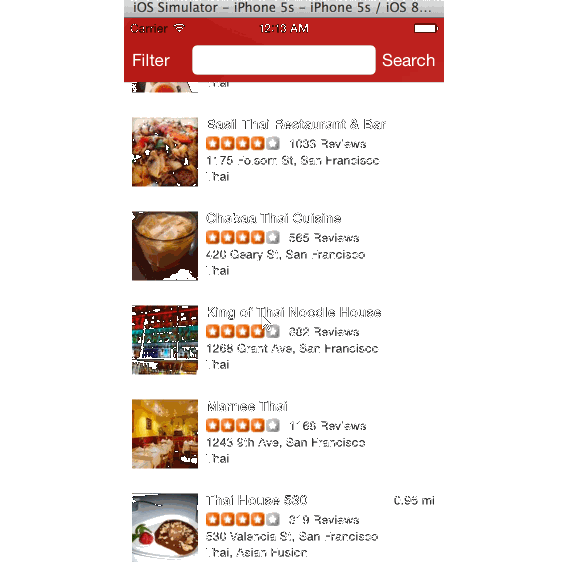 iOS Simulator – iPhone 5s – iPhone 5s / iOS 8...
Carrier 12:13 AM
Filter Search
Thai
Basil Thai Restaurant & Bar
1036 Reviews
1175 Folsom St, San Francisco
Thai
Chabaa Thai Cuisine
565 Reviews
420 Geary St, San Francisco
Thai
King of Thai Noodle House
382 Reviews
1268 Grant Ave, San Francisco
Thai
Marnee Thai
1166 Reviews
1243 9th Ave, San Francisco
Thai
Thai House 530 0.95 mi
319 Reviews
530 Valencia St, San Francisco
Thai, Asian Fusion